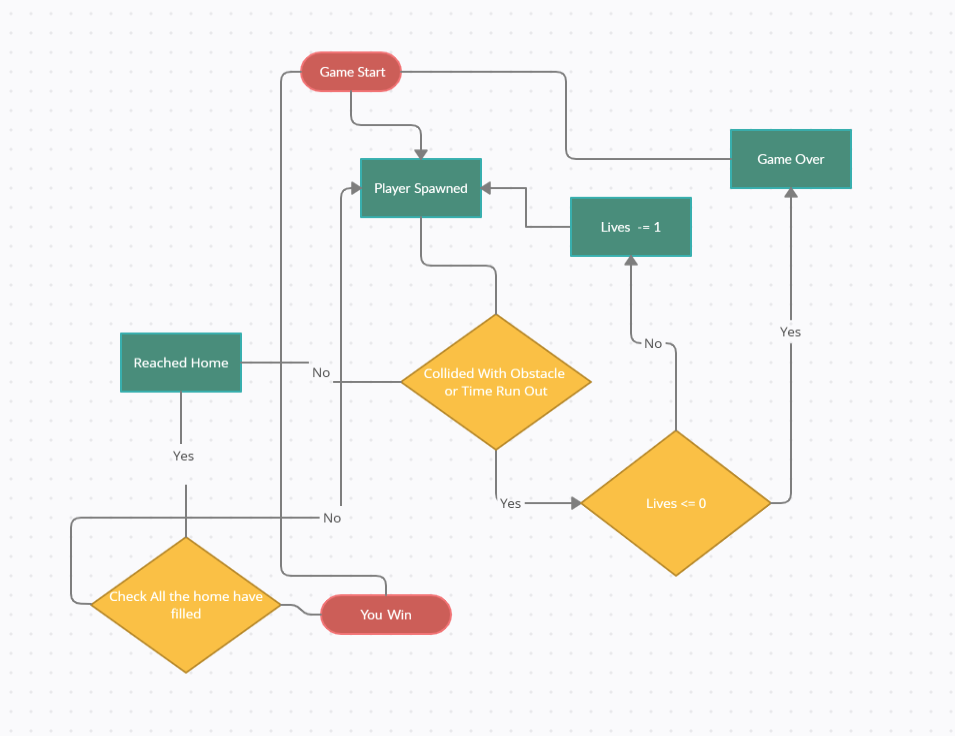 Game Start
Game Over
Player Spawned
Lives -= 1
Yes
No
Reached Home
No
Collided With Obstacle
or Time Run Out
Yes
Yes
Lives <= 0
No
Check All the home have
filled
You Win